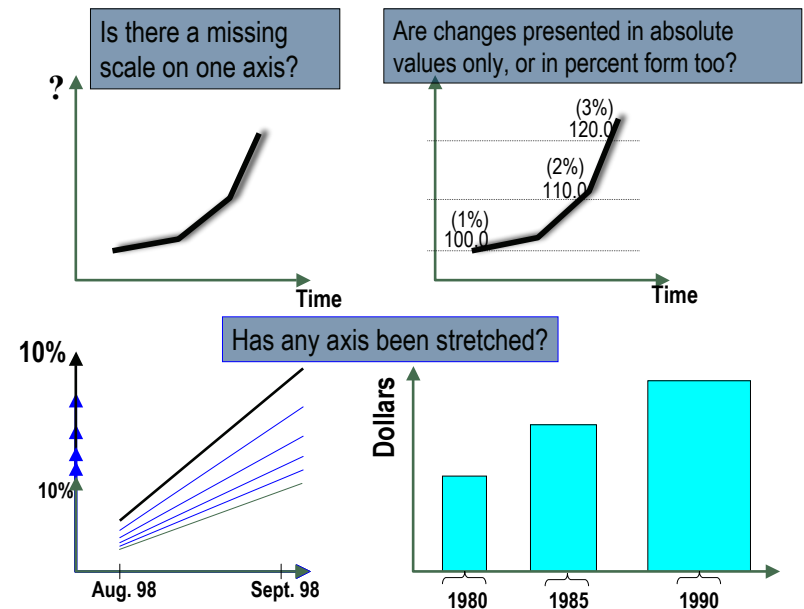 Is there a missing
scale on one axis?
Are changes presented in absolute
values only, or in percent form too?
?
Time
(3%)
120.0
(2%)
110.0
(1%)
100.0
Time
Has any axis been stretched?
10%
10%
Aug. 98
Sept. 98
Dollars
1980
1985
1990